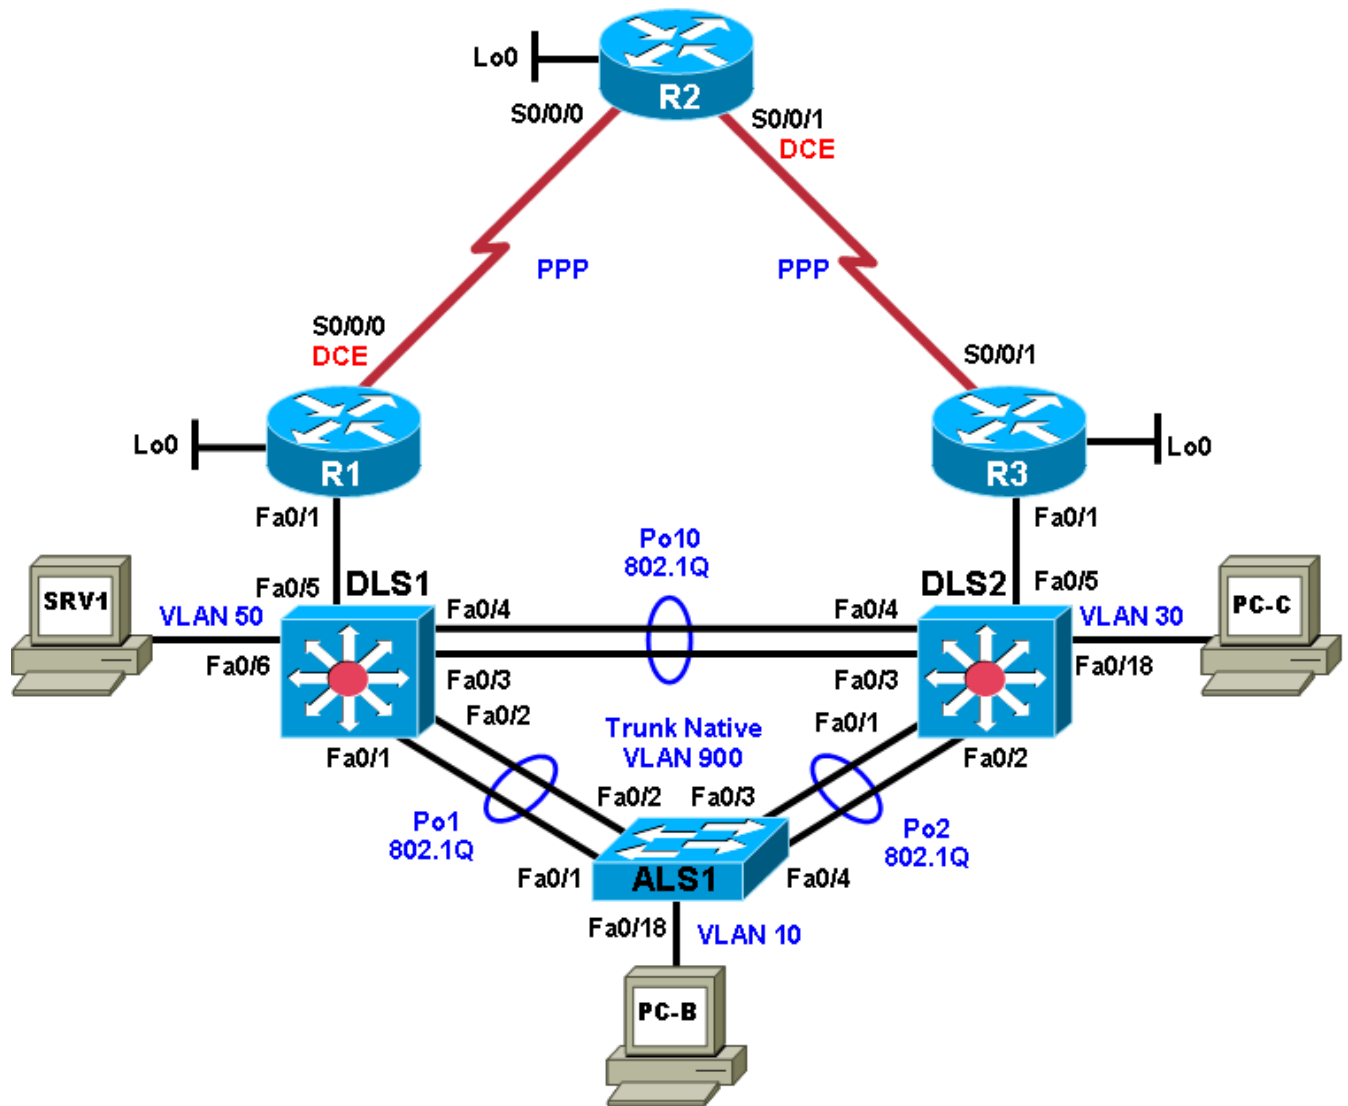 Lo0
R2
S0/0/0
S0/0/1
DCE
PPP
PPP
S0/0/0
DCE
S0/0/1
Lo0
R1
R3
Lo0
Fa0/1
Fa0/1
Po10
802.1Q
SRV1
VLAN 50
Fa0/5
DLS1
Fa0/4
Fa0/4
DLS2
Fa0/5
VLAN 30
PC-C
Fa0/6
Fa0/3
Fa0/3
Fa0/18
Fa0/2
Trunk Native
VLAN 900
Fa0/1
Fa0/1
Fa0/2
Fa0/2
Fa0/3
Po1
802.1Q
Po2
802.1Q
Fa0/1
ALS1
Fa0/4
Fa0/18
VLAN 10
PC-B